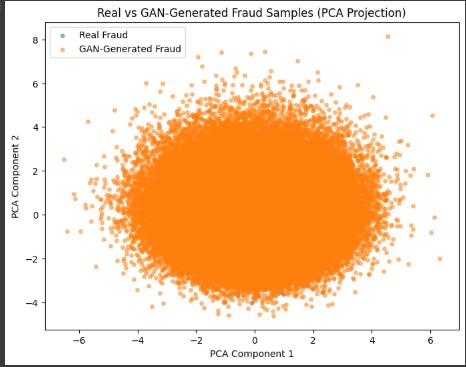 Real vs GAN-Generated Fraud Samples (PCA Projection)
Real Fraud
GAN-Generated Fraud
PCA Component 2
8
6
4
2
0
−2
−4
−6
−4
−2
0
2
4
6
PCA Component 1